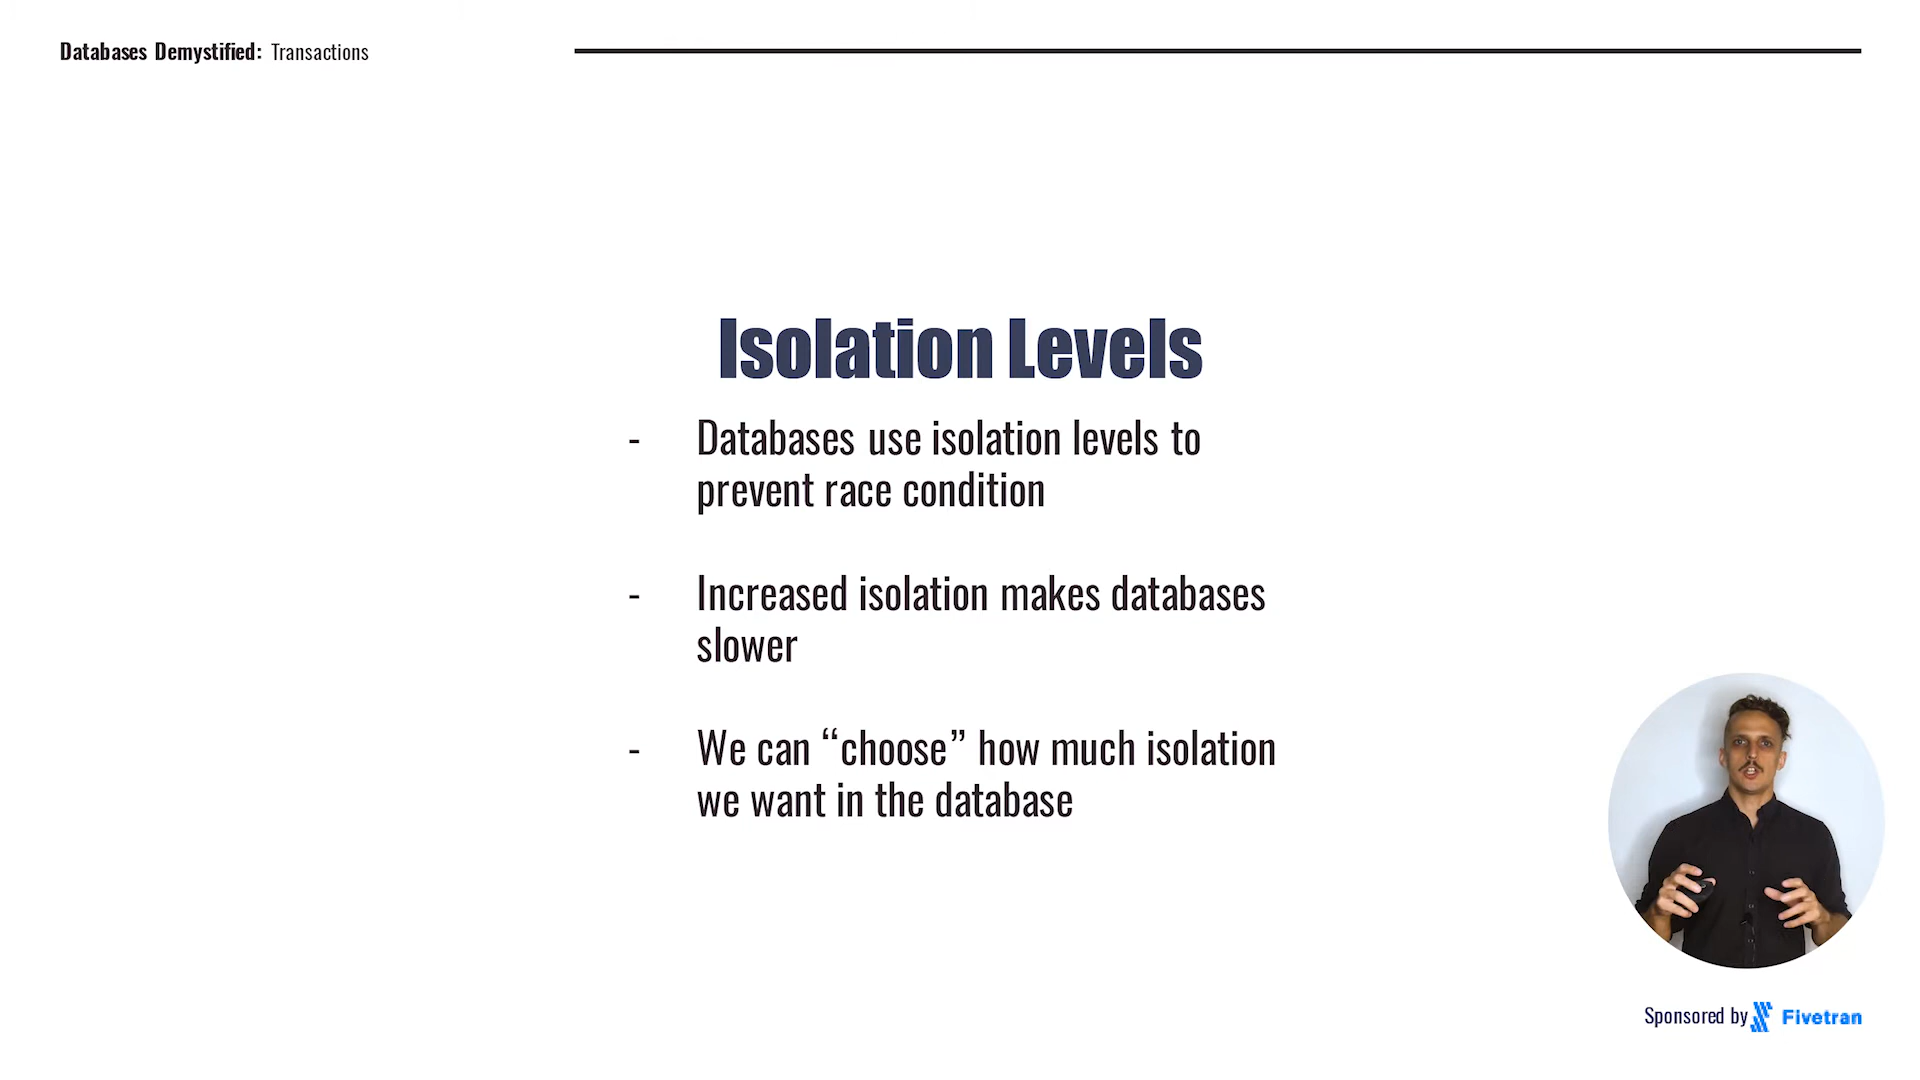 Databases Demystified: Transactions
Isolation Levels
- Databases use isolation levels to
prevent race condition
- Increased isolation makes databases
slower
- We can “choose” how much isolation
we want in the database
Sponsored by Fivetran